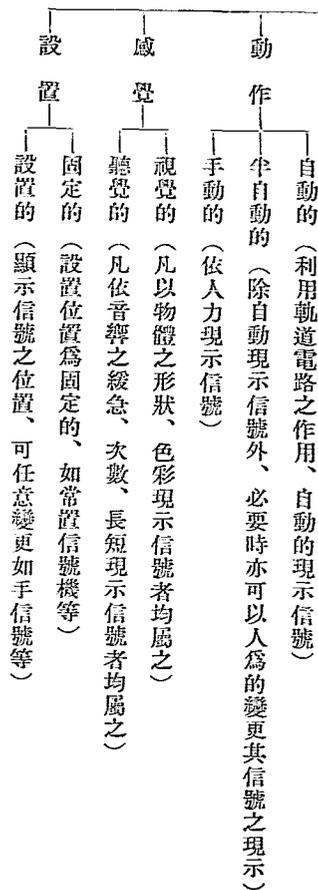 動作
自動的（利用軌道電路之作用、自動的現示信號）
半自動的（除自動現示信號外、必要時亦可以人爲的變更其信號之現示）
手動的（依人力現示信號）
感覺
視覺的（凡以物體之形狀、色彩現示信號者均屬之）
聽覺的（凡依音響之緩急、次數、長短現示信號者均屬之）
設置
固定的（設置位置爲固定的、如常置信號機等）
設置的（顯示信號之位置、可任意變更如手信號等）